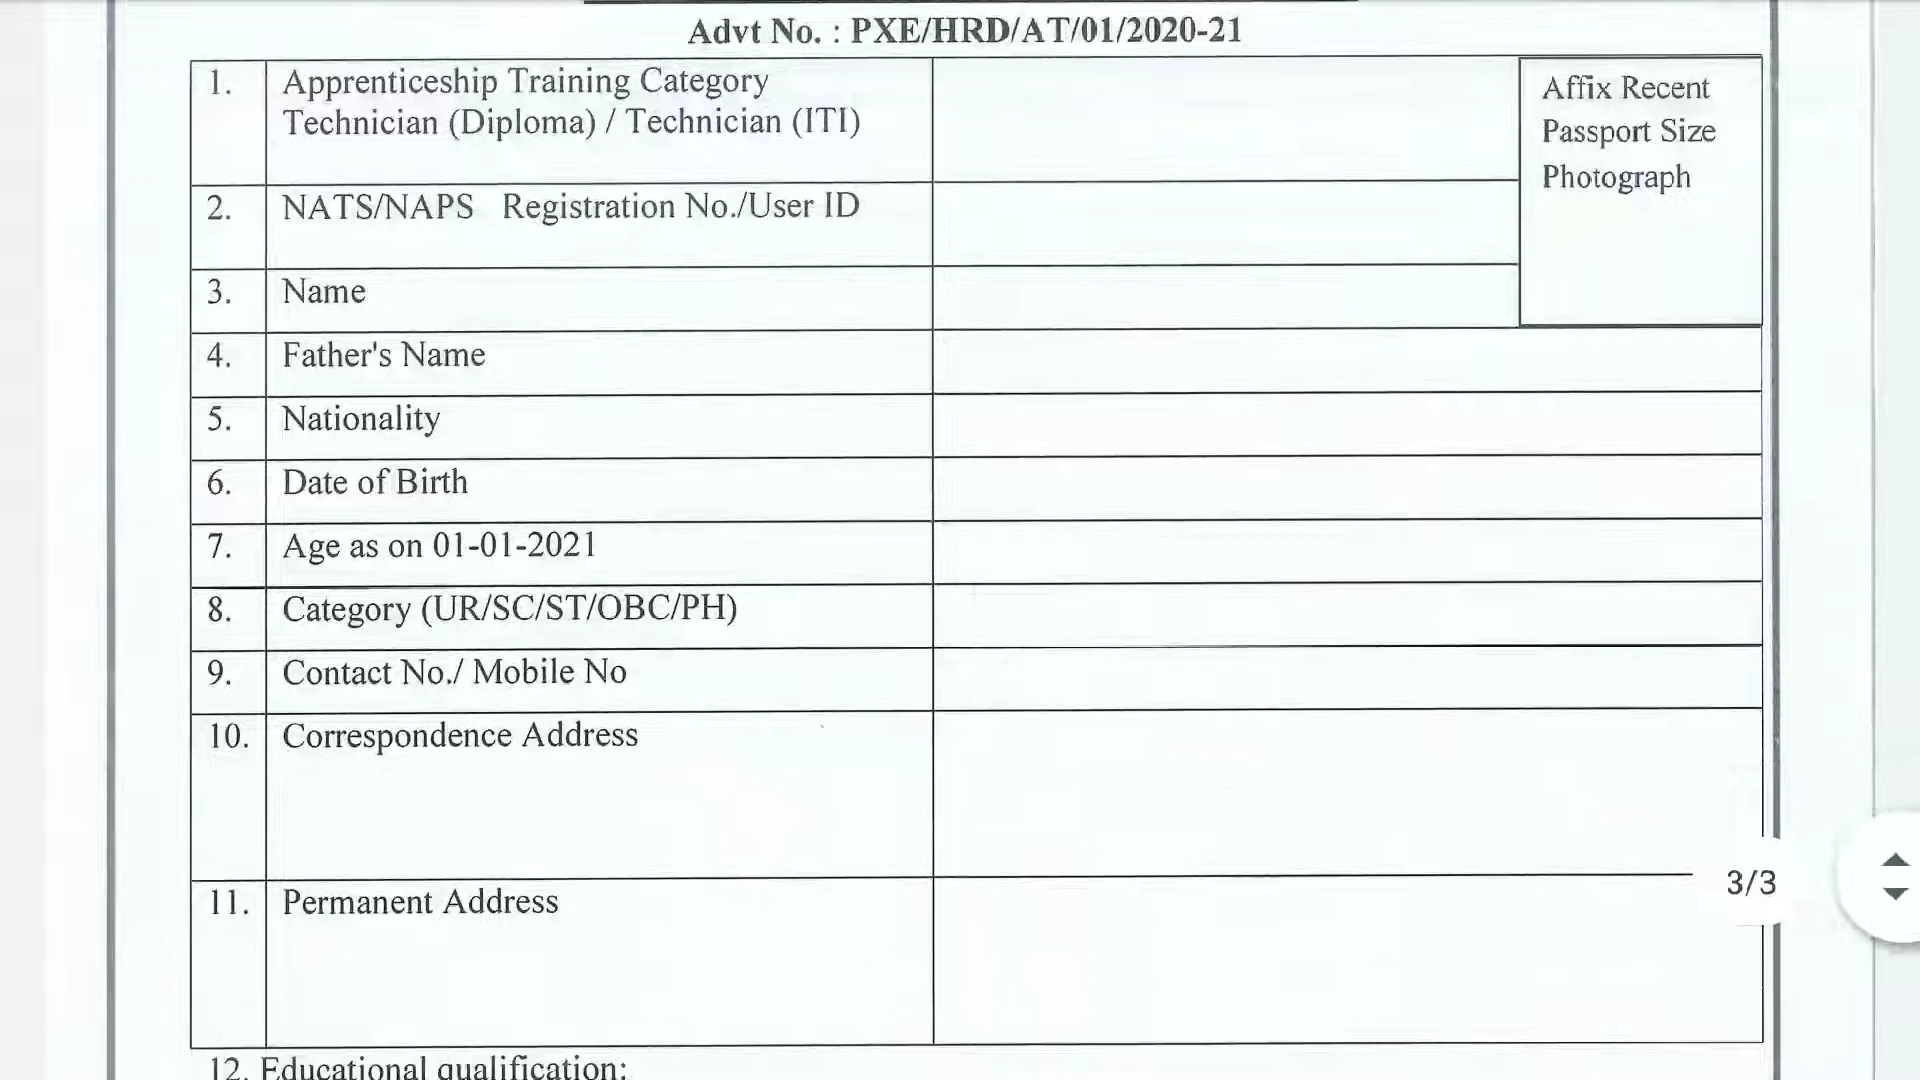 Advt No. : PXE/HRD/AT/01/2020-21
1. Apprenticeship Training Category
Technician (Diploma) / Technician (ITI)
Affix Recent
Passport Size
Photograph
2. NATS/NAPS Registration No./User ID
3. Name
4. Father's Name
5. Nationality
6. Date of Birth
7. Age as on 01-01-2021
8. Category (UR/SC/ST/OBC/PH)
9. Contact No./ Mobile No
10. Correspondence Address
3/3
11. Permanent Address
12. Educational qualification: